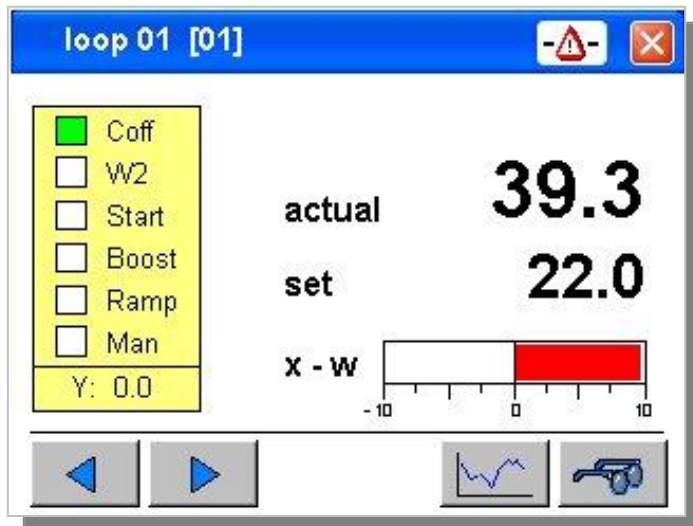 loop 01 [01]
Coff
W2
Start
Boost
Ramp
Man
Y: 0.0
actual 39.3
set 22.0
x - w
- 10 0 10